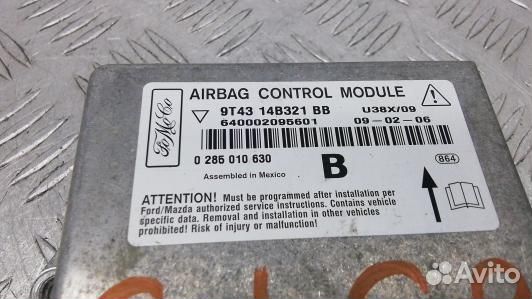 FoMoCo
AIRBAG CONTROL MODULE
9T43 14B321 BB U38X/09
640002095601 09-02-06
0 285 010 630 B 864
Assembled in Mexico
ATTENTION! Must be programmed after installation per
Ford/Mazda authorized service instructions. Contains vehicle
specific data. Removal and installation in other vehicles
prohibited! Risk of injury or malfunction!
Avito